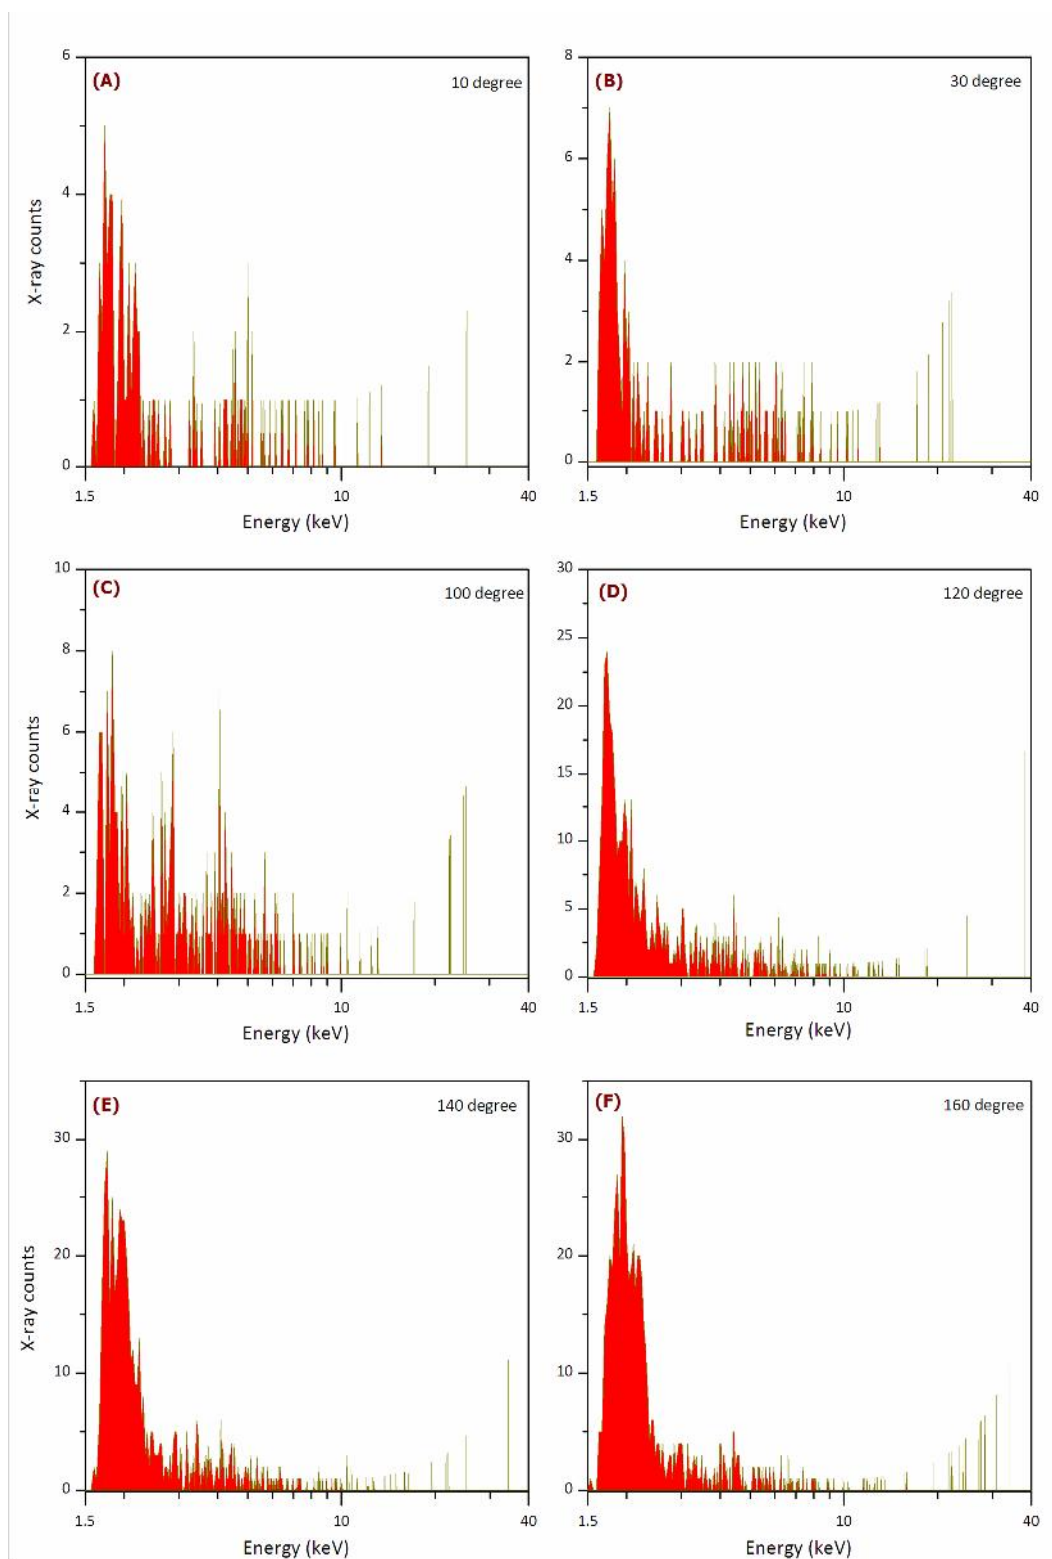 (A)
10 degree
6
4
2
0
X-ray counts
1.5
10
40
Energy (keV)
(B)
30 degree
8
6
4
2
0
1.5
10
40
Energy (keV)
(C)
100 degree
10
8
6
4
2
0
X-ray counts
1.5
10
40
Energy (keV)
(D)
120 degree
30
25
20
15
10
5
0
1.5
10
40
Energy (keV)
(E)
140 degree
30
20
10
0
X-ray counts
1.5
10
40
Energy (keV)
(F)
160 degree
30
20
10
0
1.5
10
40
Energy (keV)